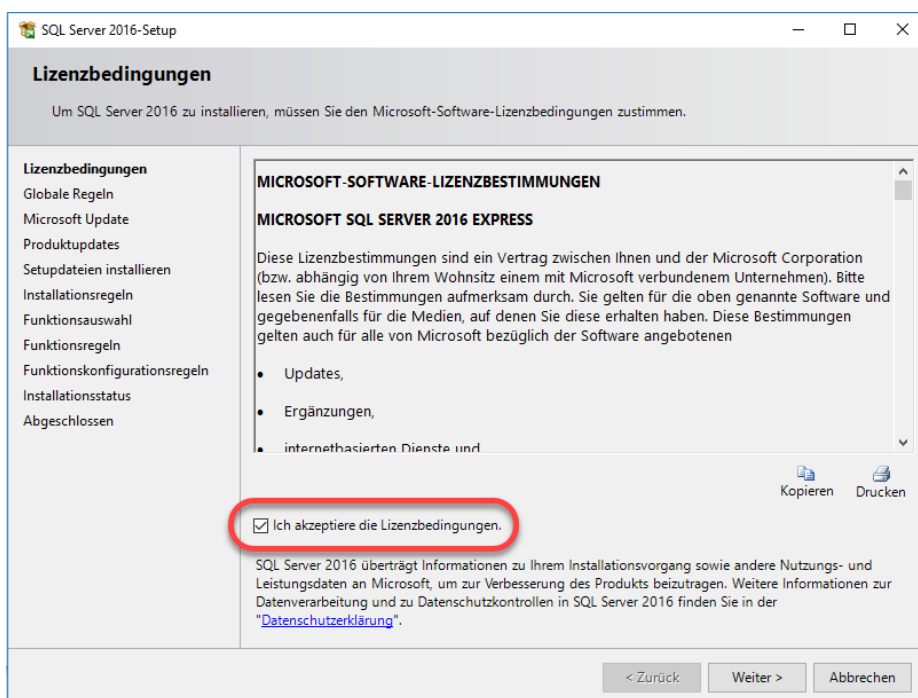 SQL Server 2016-Setup
Lizenzbedingungen
Um SQL Server 2016 zu installieren, müssen Sie den Microsoft-Software-Lizenzbedingungen zustimmen.
Lizenzbedingungen
Globale Regeln
Microsoft Update
Produktupdates
Setupdateien installieren
Installationsregeln
Funktionsauswahl
Funktionsregeln
Funktionskonfigurationsregeln
Installationsstatus
Abgeschlossen
MICROSOFT-SOFTWARE-LIZENZBESTIMMUNGEN
MICROSOFT SQL SERVER 2016 EXPRESS
Diese Lizenzbestimmungen sind ein Vertrag zwischen Ihnen und der Microsoft Corporation
(bzw. abhängig von Ihrem Wohnsitz einem mit Microsoft verbundenem Unternehmen). Bitte
lesen Sie die Bestimmungen aufmerksam durch. Sie gelten für die oben genannte Software und
gegebenenfalls für die Medien, auf denen Sie diese erhalten haben. Diese Bestimmungen
gelten auch für alle von Microsoft bezüglich der Software angebotenen
• Updates,
• Ergänzungen,
• internetbasierten Dienste und
Kopieren Drucken
Ich akzeptiere die Lizenzbedingungen.
SQL Server 2016 überträgt Informationen zu Ihrem Installationsvorgang sowie andere Nutzungs- und
Leistungsdaten an Microsoft, um zur Verbesserung des Produkts beizutragen. Weitere Informationen zur
Datenverarbeitung und zu Datenschutzkontrollen in SQL Server 2016 finden Sie in der
"Datenschutzerklärung".
< Zurück Weiter > Abbrechen